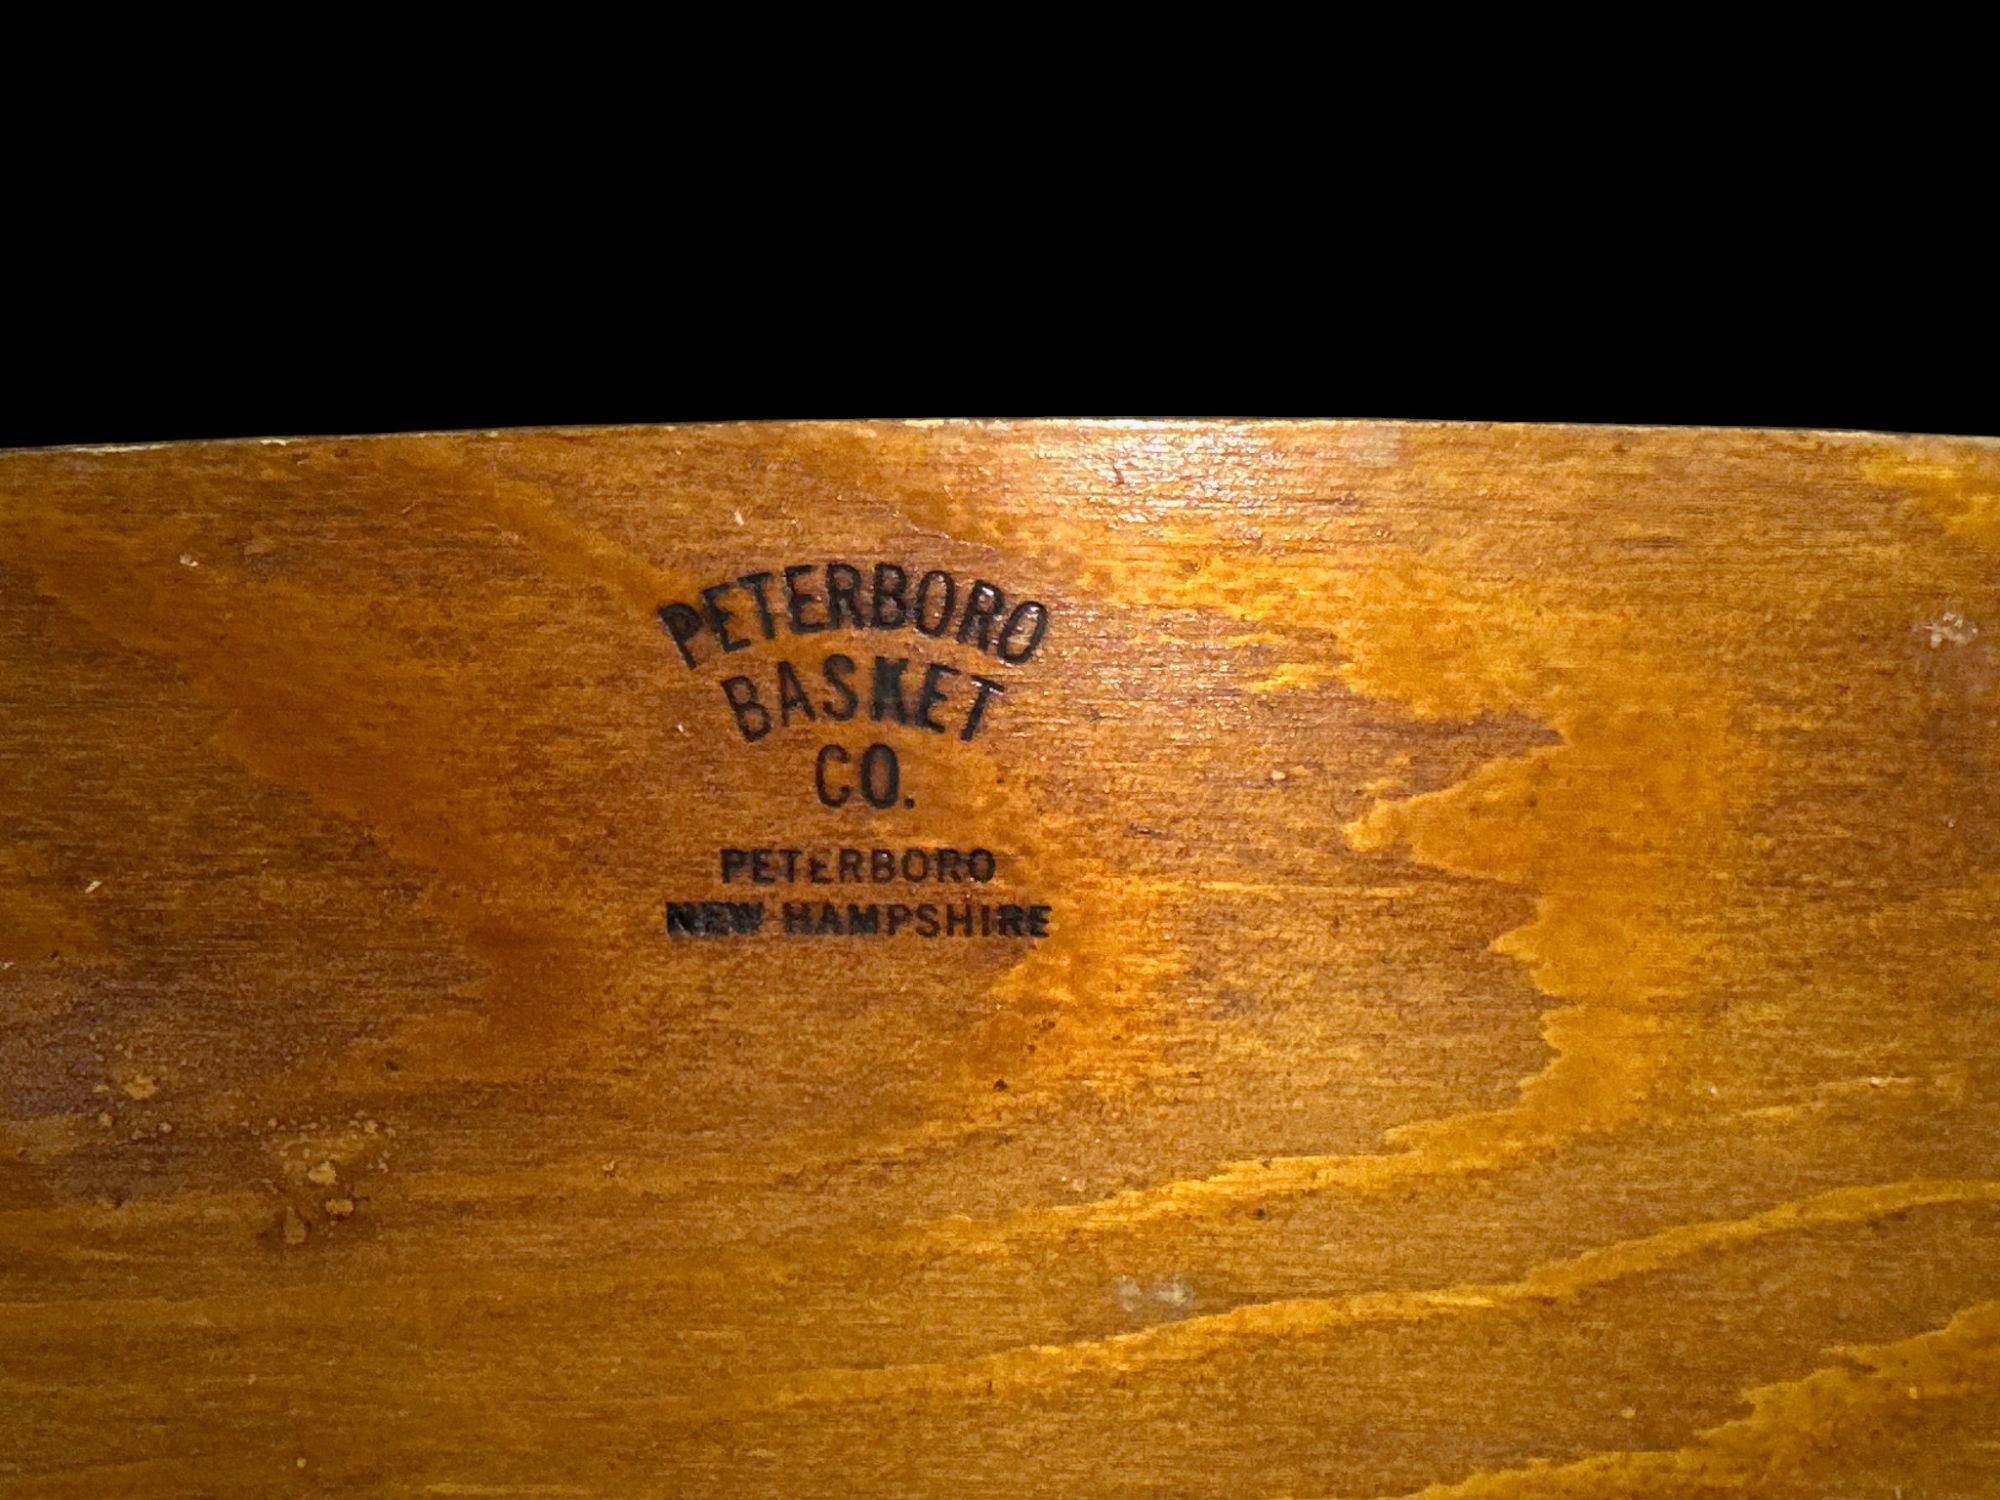 PETERBORO
BASKET
CO.
PETERBORO
NEW HAMPSHIRE